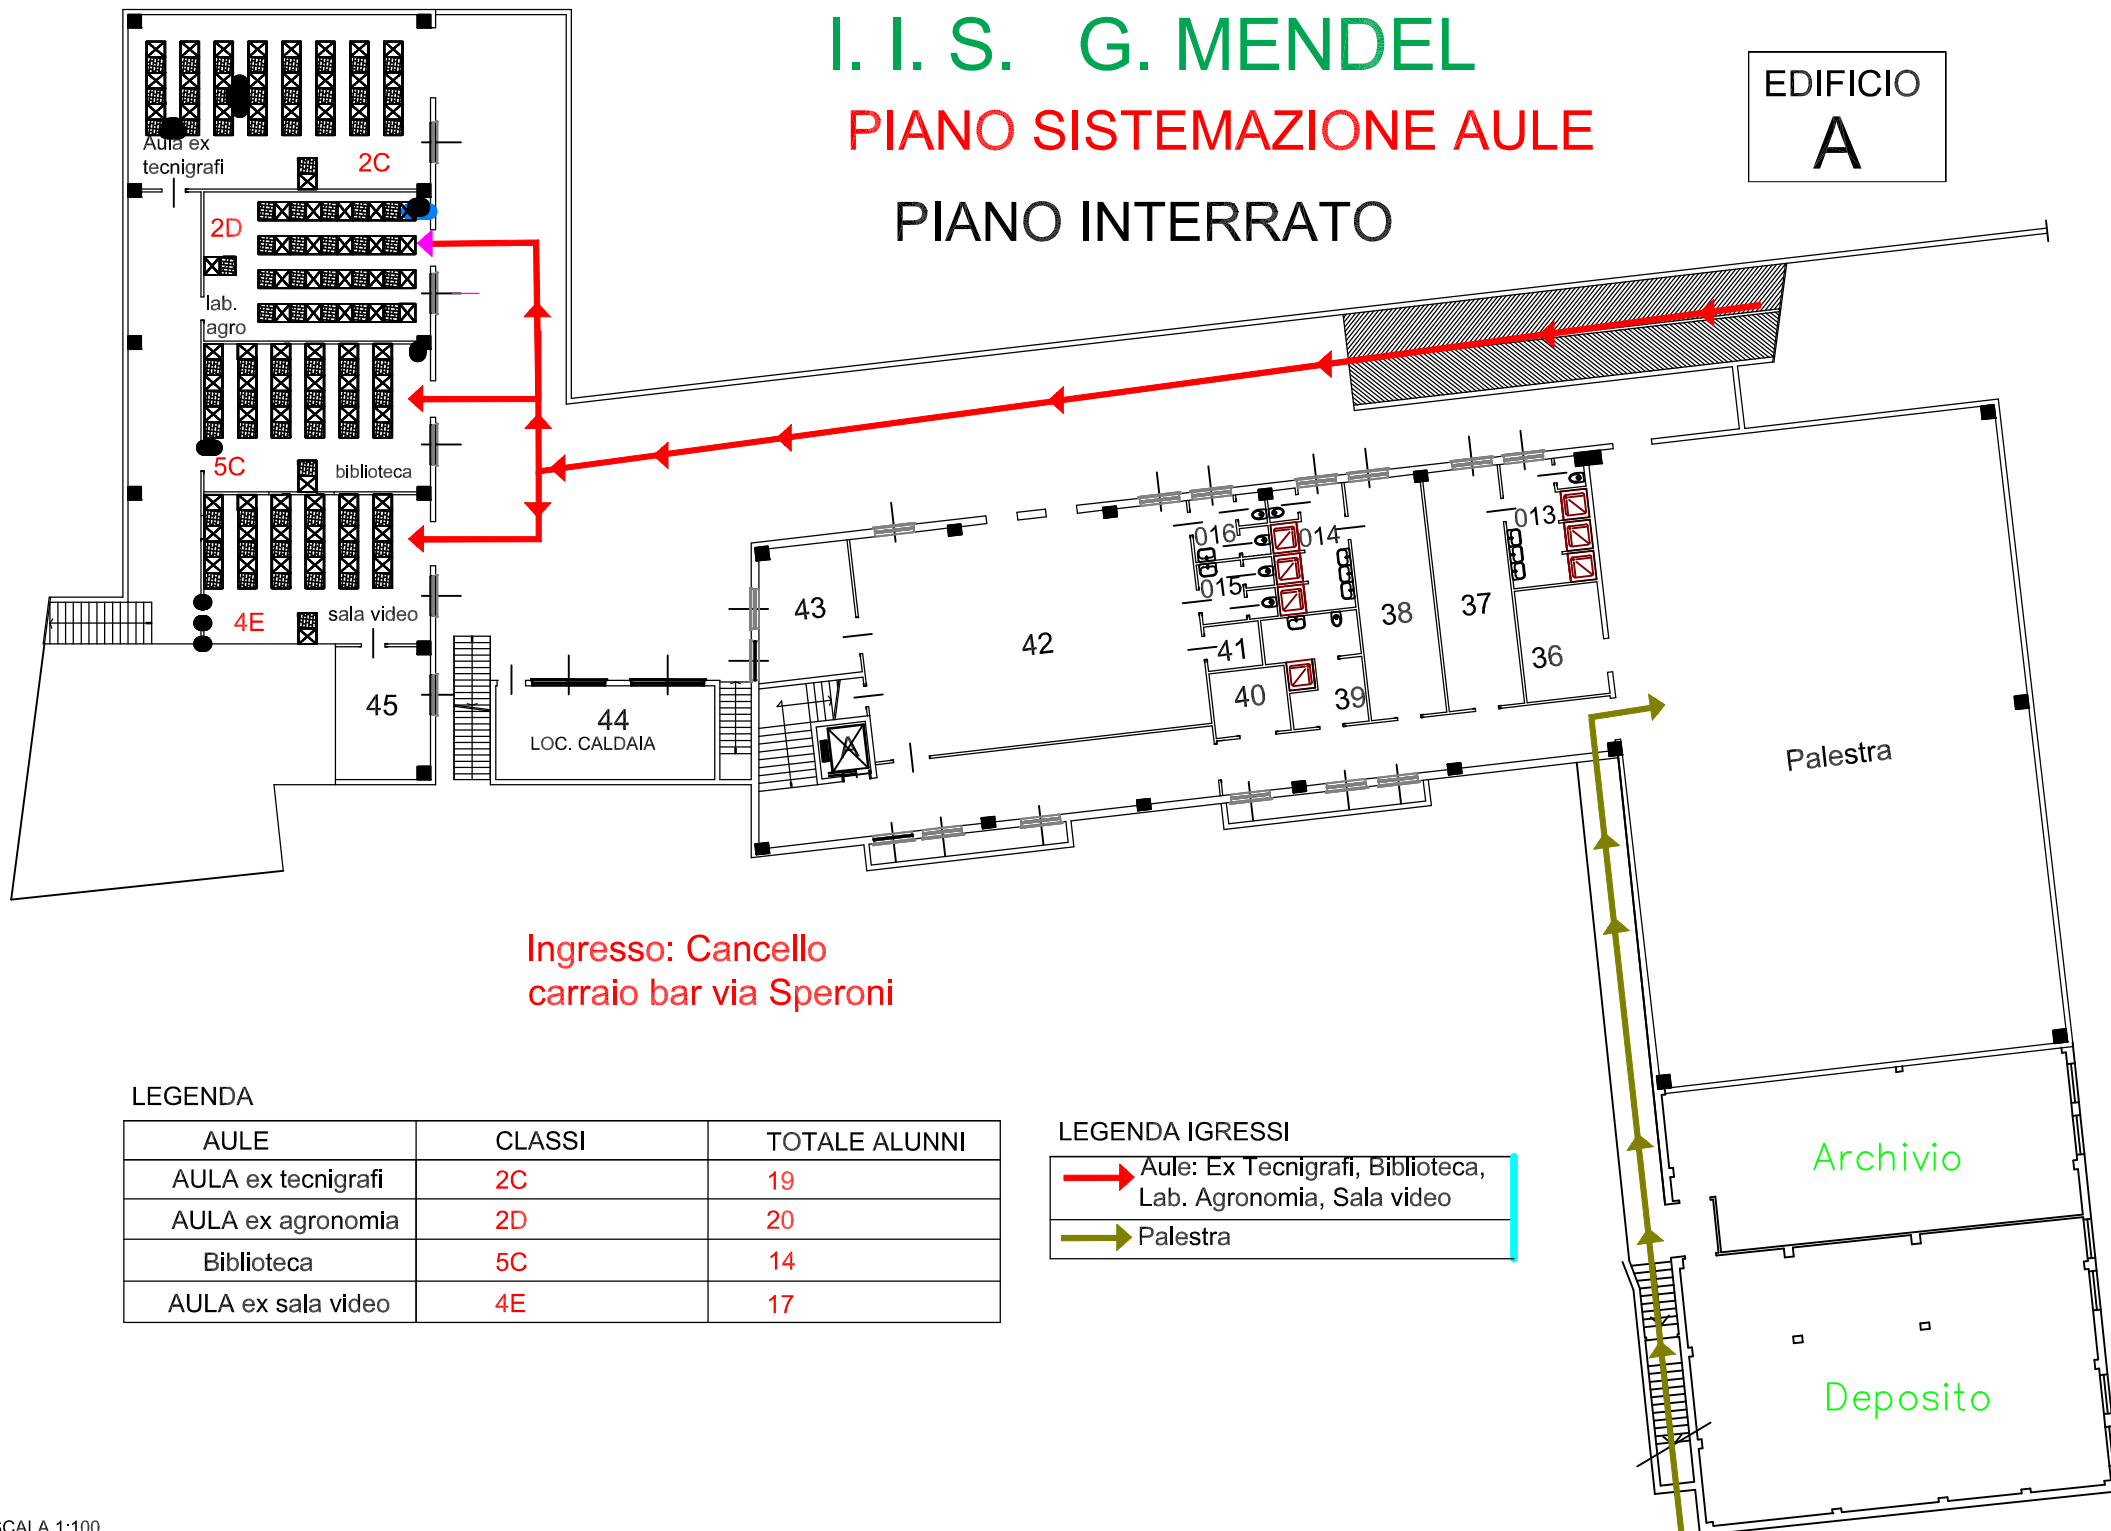 I. I. S. G. MENDEL
PIANO SISTEMAZIONE AULE
PIANO INTERRATO
EDIFICIO
A
Aula ex
tecnigrafi
2C
2D
lab.
agro
5C
biblioteca
4E
sala video
45
44
LOC. CALDAIA
43
42
A
016
015
014
013
41
40
39
38
37
36
Palestra
Archivio
Deposito
Ingresso: Cancello
carraio bar via Speroni
LEGENDA
AULE CLASSI TOTALE ALUNNI
AULA ex tecnigrafi 2C 19
AULA ex agronomia 2D 20
Biblioteca 5C 14
AULA ex sala video 4E 17
LEGENDA IGRESSI
Aule: Ex Tecnigrafi, Biblioteca,
Lab. Agronomia, Sala video
Palestra
SCALA 1:100